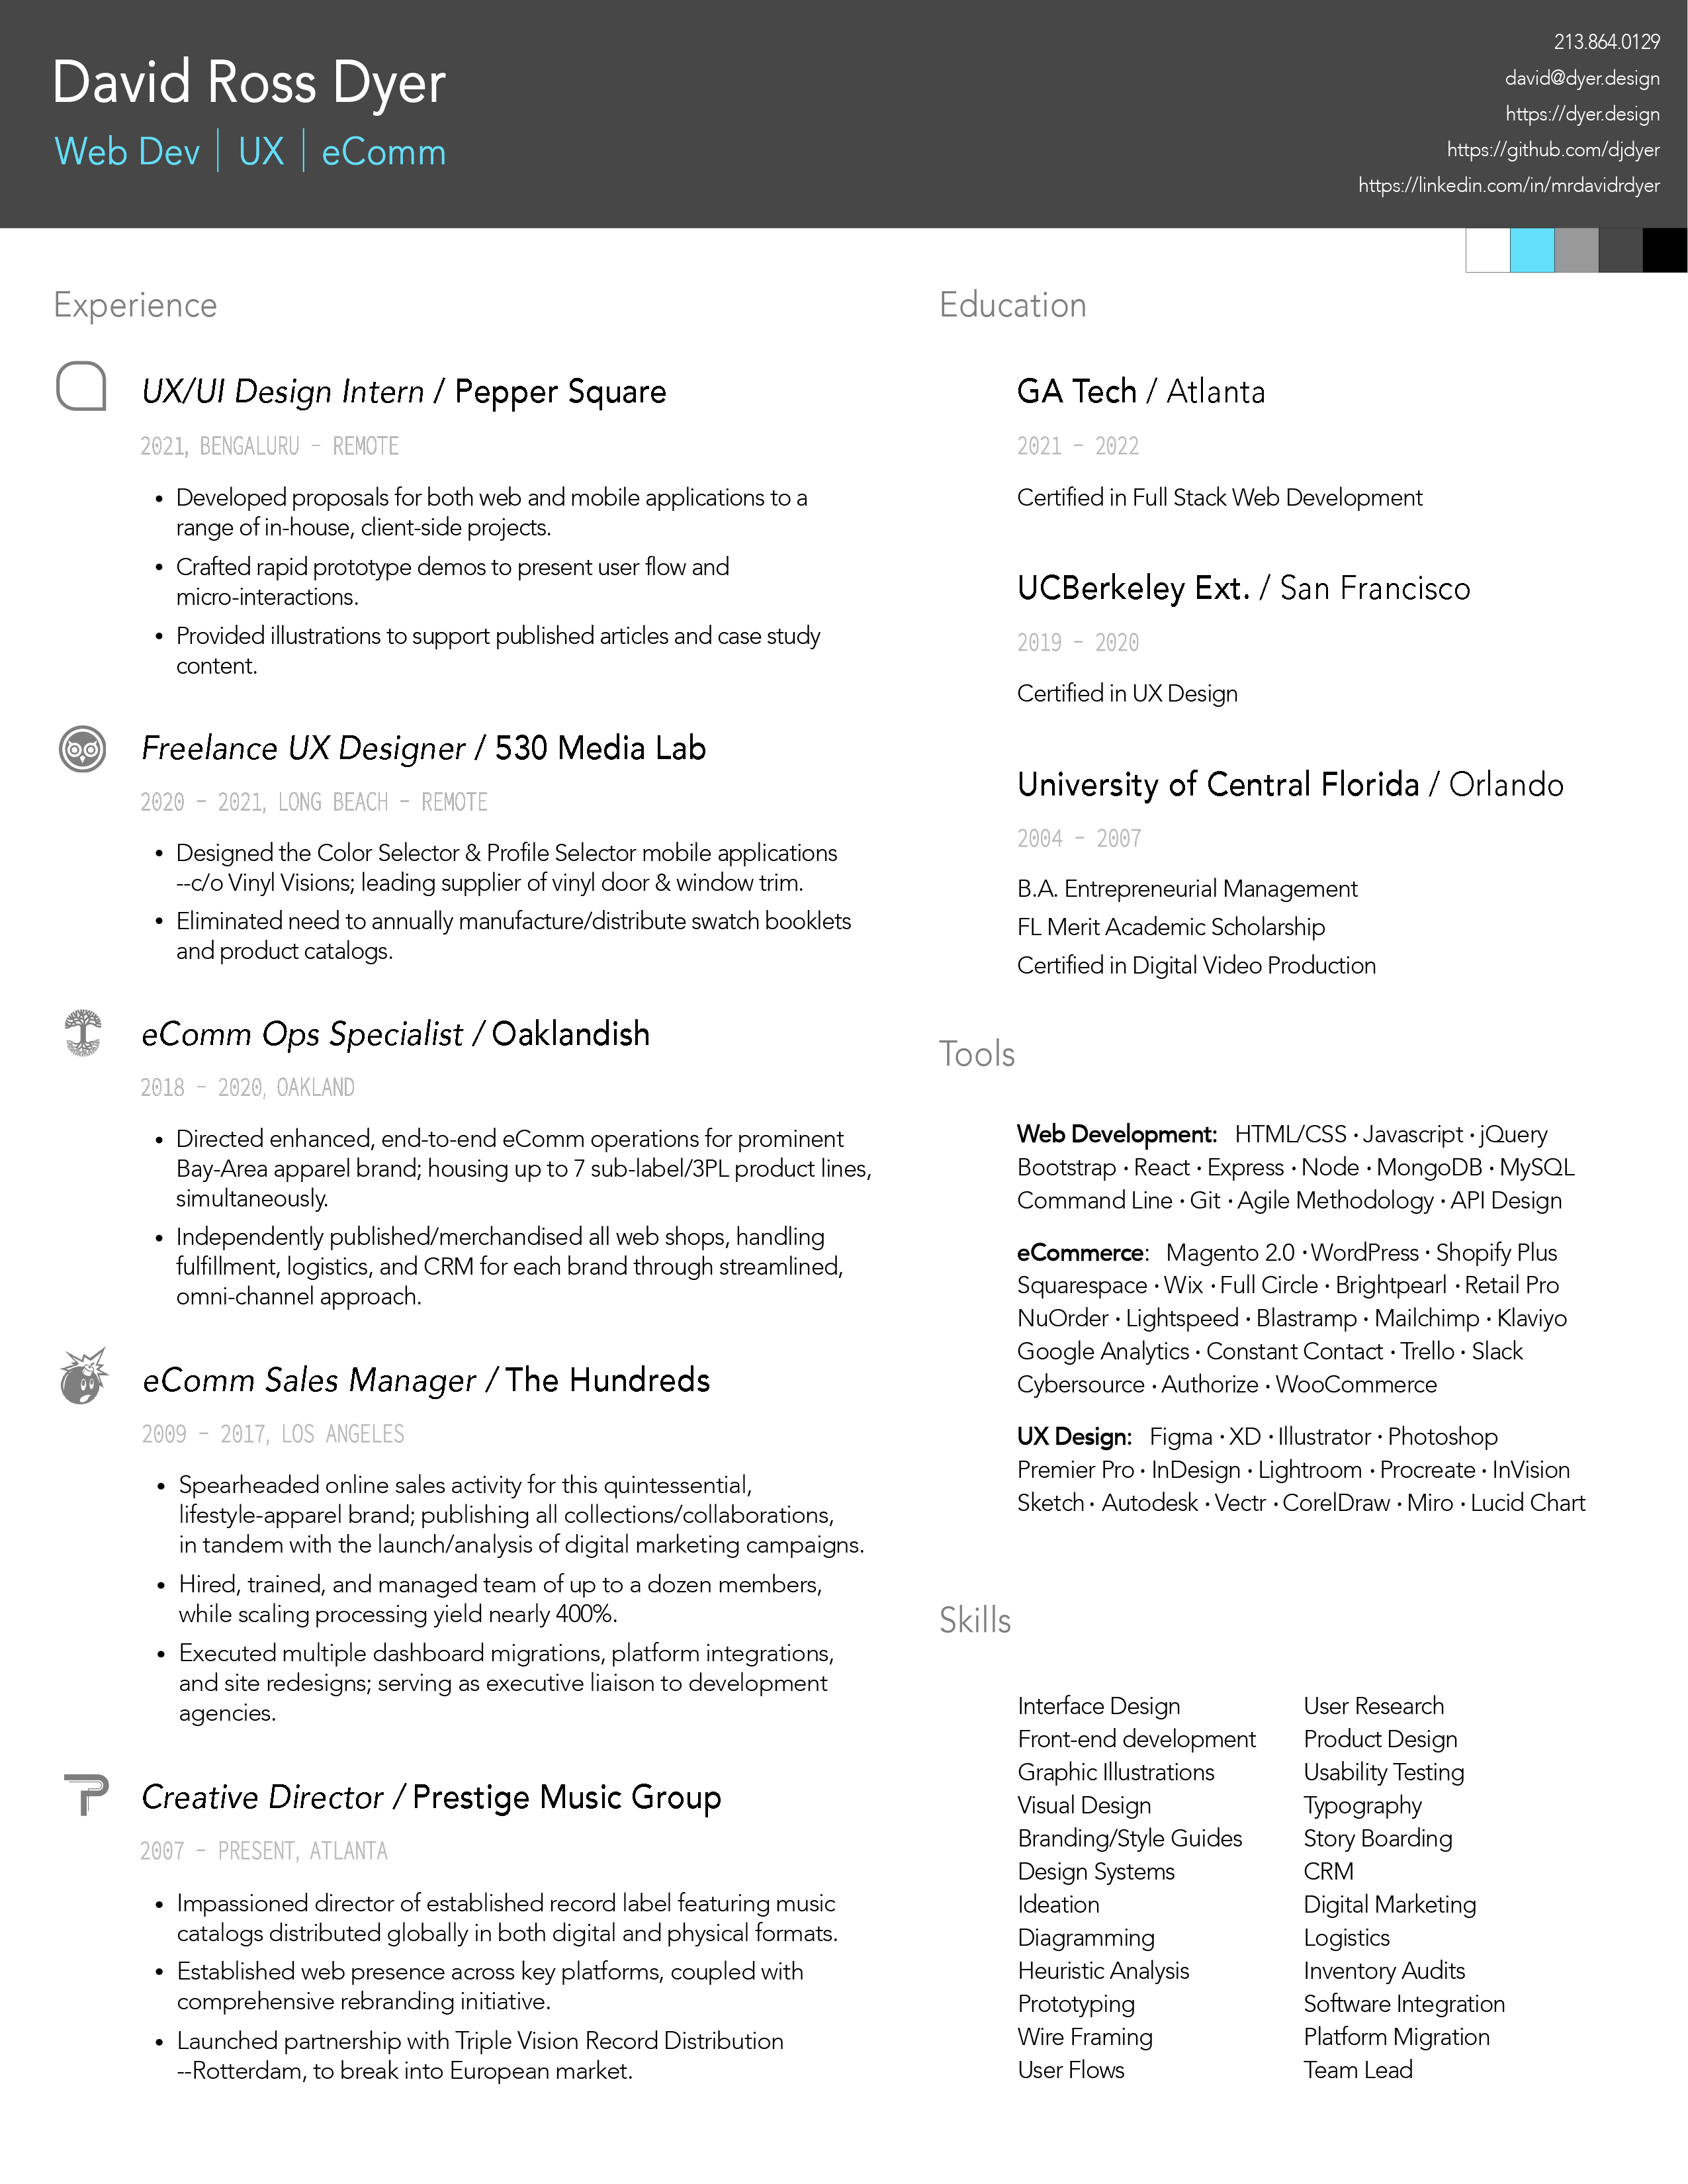 David Ross Dyer
Web Dev | UX | eComm
213.864.0129
david@dyer.design
https://dyer.design
https://github.com/djdyer
https://linkedin.com/in/mrdavidrdyer
Experience
UX/UI Design Intern / Pepper Square
2021, BENGALURU - REMOTE
• Developed proposals for both web and mobile applications to a
range of in-house, client-side projects.
• Crafted rapid prototype demos to present user flow and
micro-interactions.
• Provided illustrations to support published articles and case study
content.
Freelance UX Designer / 530 Media Lab
2020 - 2021, LONG BEACH - REMOTE
• Designed the Color Selector & Profile Selector mobile applications
--c/o Vinyl Visions; leading supplier of vinyl door & window trim.
• Eliminated need to annually manufacture/distribute swatch booklets
and product catalogs.
eComm Ops Specialist / Oaklandish
2018 - 2020, OAKLAND
• Directed enhanced, end-to-end eComm operations for prominent
Bay-Area apparel brand; housing up to 7 sub-label/3PL product lines,
simultaneously.
• Independently published/merchandised all web shops, handling
fulfillment, logistics, and CRM for each brand through streamlined,
omni-channel approach.
eComm Sales Manager / The Hundreds
2009 - 2017, LOS ANGELES
• Spearheaded online sales activity for this quintessential,
lifestyle-apparel brand; publishing all collections/collaborations,
in tandem with the launch/analysis of digital marketing campaigns.
• Hired, trained, and managed team of up to a dozen members,
while scaling processing yield nearly 400%.
• Executed multiple dashboard migrations, platform integrations,
and site redesigns; serving as executive liaison to development
agencies.
Creative Director / Prestige Music Group
2007 - PRESENT, ATLANTA
• Impassioned director of established record label featuring music
catalogs distributed globally in both digital and physical formats.
• Established web presence across key platforms, coupled with
comprehensive rebranding initiative.
• Launched partnership with Triple Vision Record Distribution
--Rotterdam, to break into European market.
Education
GA Tech / Atlanta
2021 - 2022
Certified in Full Stack Web Development
UCBerkeley Ext. / San Francisco
2019 - 2020
Certified in UX Design
University of Central Florida / Orlando
2004 - 2007
B.A. Entrepreneurial Management
FL Merit Academic Scholarship
Certified in Digital Video Production
Tools
Web Development: HTML/CSS • Javascript • jQuery
Bootstrap • React • Express • Node • MongoDB • MySQL
Command Line • Git • Agile Methodology • API Design
eCommerce: Magento 2.0 • WordPress • Shopify Plus
Squarespace • Wix • Full Circle • Brightpearl • Retail Pro
NuOrder • Lightspeed • Blastramp • Mailchimp • Klaviyo
Google Analytics • Constant Contact • Trello • Slack
Cybersource • Authorize • WooCommerce
UX Design: Figma • XD • Illustrator • Photoshop
Premier Pro • InDesign • Lightroom • Procreate • InVision
Sketch • Autodesk • Vectr • CorelDraw • Miro • Lucid Chart
Skills
Interface Design
Front-end development
Graphic Illustrations
Visual Design
Branding/Style Guides
Design Systems
Ideation
Diagramming
Heuristic Analysis
Prototyping
Wire Framing
User Flows
User Research
Product Design
Usability Testing
Typography
Story Boarding
CRM
Digital Marketing
Logistics
Inventory Audits
Software Integration
Platform Migration
Team Lead